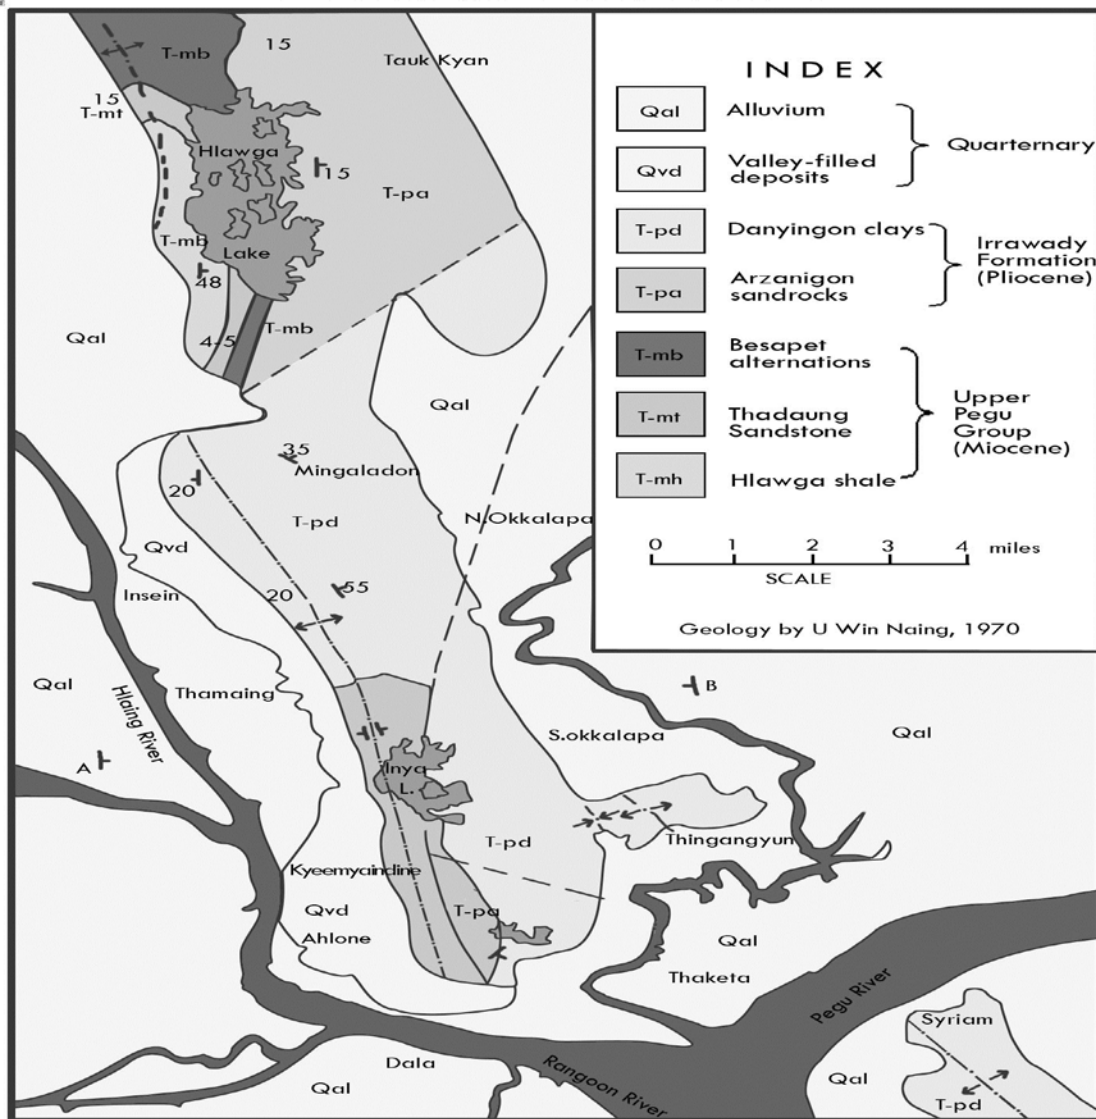 T-mb
15
Tauk Kyan
15
T-mt
Hlawga
15
T-pa
T-mb
Lake
48
T-mb
4-5
Qal
Qal
35
Mingaladon
20
T-pd
N.Okkalapa
Qvd
55
Insein
20
Qal
Thamaing
Hlaing River
B
S.okkalapa
Qal
A
Inya
L.
T-pd
Thingangyun
Kyeemyaindine
Qvd
T-pa
Ahlone
Qal
Thaketa
Pegu River
Syriam
Dala
Rangoon River
Qal
Qal
T-pd
INDEX
Qal Alluvium
Quarternary
Qvd Valley-filled
deposits
T-pd Danyingon clays
Irrawady
Formation
(Pliocene)
T-pa Arzanigon
sandrocks
T-mb Besapet
alternations
Upper
Pegu
Group
(Miocene)
T-mt Thadaung
Sandstone
T-mh Hlawga shale
0 1 2 3 4 miles
SCALE
Geology by U Win Naing, 1970